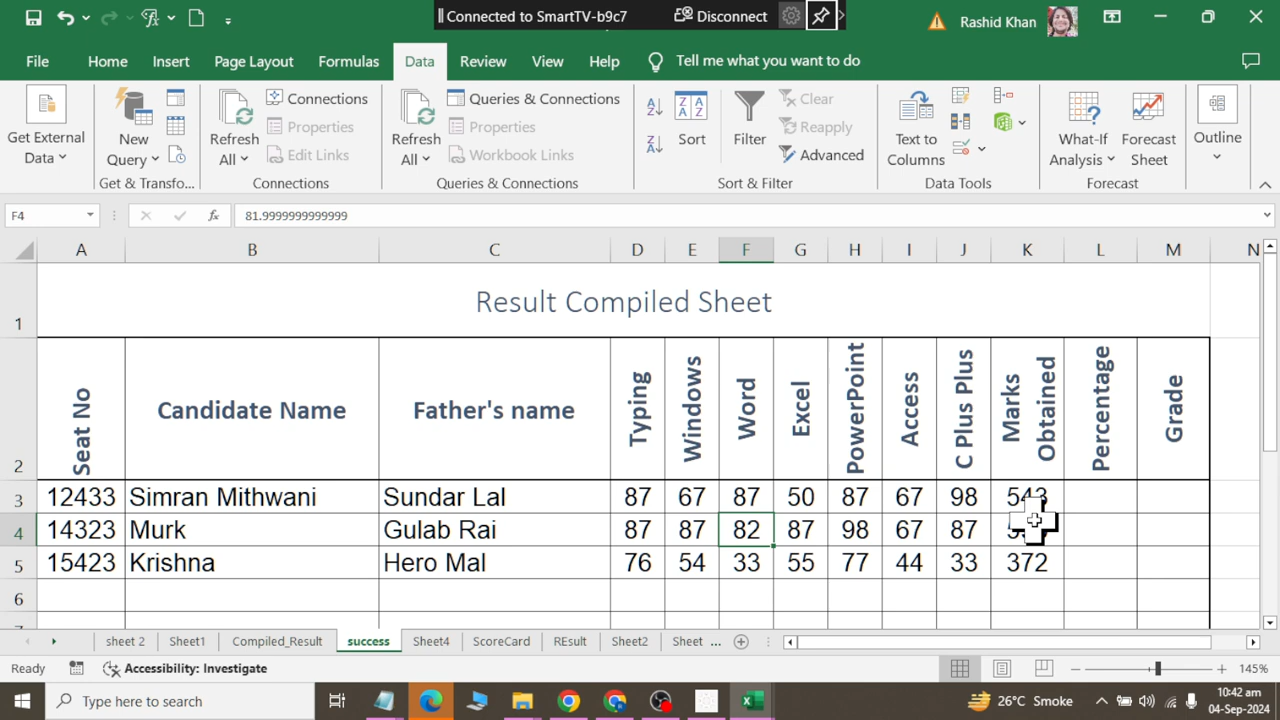 Connected to SmartTV-b9c7 Disconnect
Rashid Khan
File Home Insert Page Layout Formulas Data Review View Help Tell me what you want to do
Get External Data
New Query
Get & Transfo...
Refresh All
Connections
Properties
Edit Links
Connections
Refresh All
Queries & Connections
Properties
Workbook Links
Queries & Connections
Sort
Filter
Clear
Reapply
Advanced
Sort & Filter
Text to Columns
Data Tools
What-If Analysis
Forecast Sheet
Forecast
Outline
F4 fx 81.9999999999999
A B C D E F G H I J K L M N
1 Result Compiled Sheet
2 Seat No Candidate Name Father's name Typing Windows Word Excel PowerPoint Access C Plus Plus Marks Obtained Percentage Grade
3 12433 Simran Mithwani Sundar Lal 87 67 87 50 87 67 98 543
4 14323 Murk Gulab Rai 87 87 82 87 98 67 87
5 15423 Krishna Hero Mal 76 54 33 55 77 44 33 372
6
sheet 2 Sheet1 Compiled_Result success Sheet4 ScoreCard REsult Sheet2 Sheet ...
Ready Accessibility: Investigate 145%
Type here to search 26°C Smoke 10:42 am
04-Sep-2024